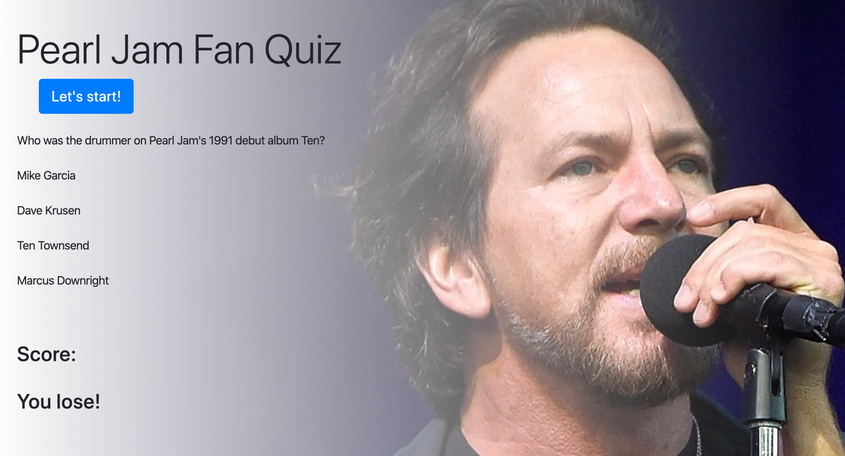 Pearl Jam Fan Quiz
Let's start!
Who was the drummer on Pearl Jam's 1991 debut album Ten?
Mike Garcia
Dave Krusen
Ten Townsend
Marcus Downright
Score:
You lose!